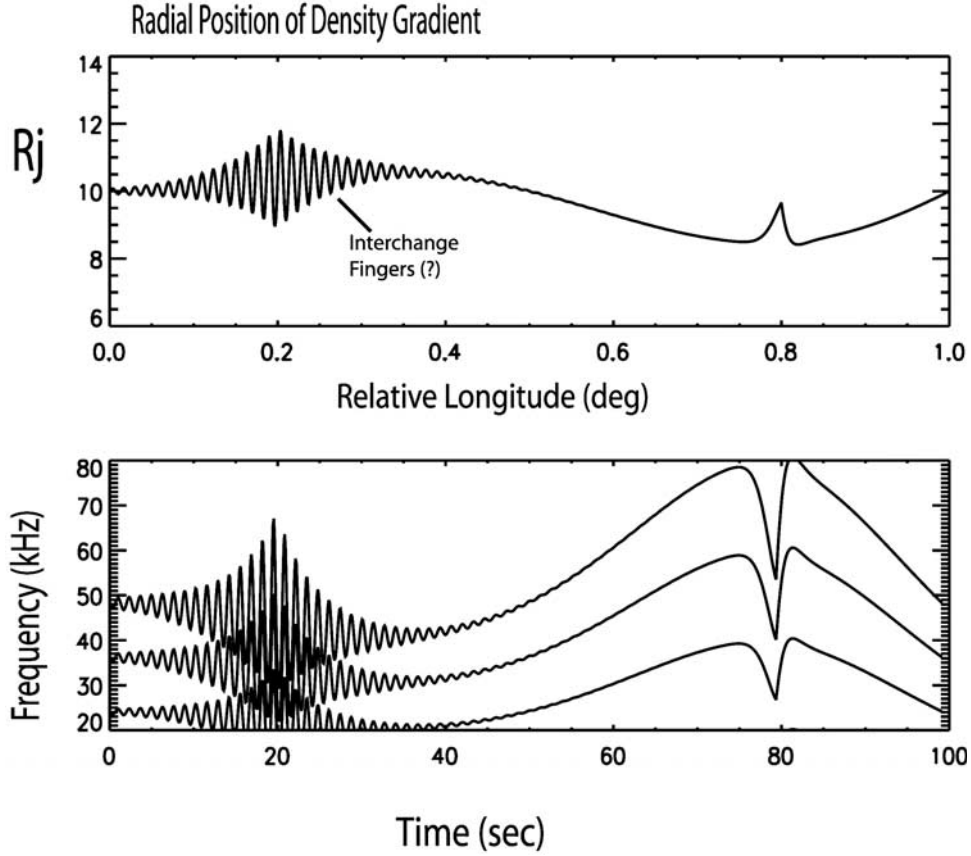 Radial Position of Density Gradient
Rj
14
12
10
8
6
Interchange
Fingers (?)
0.0 0.2 0.4 0.6 0.8 1.0
Relative Longitude (deg)
Frequency (kHz)
80
70
60
50
40
30
20
0 20 40 60 80 100
Time (sec)